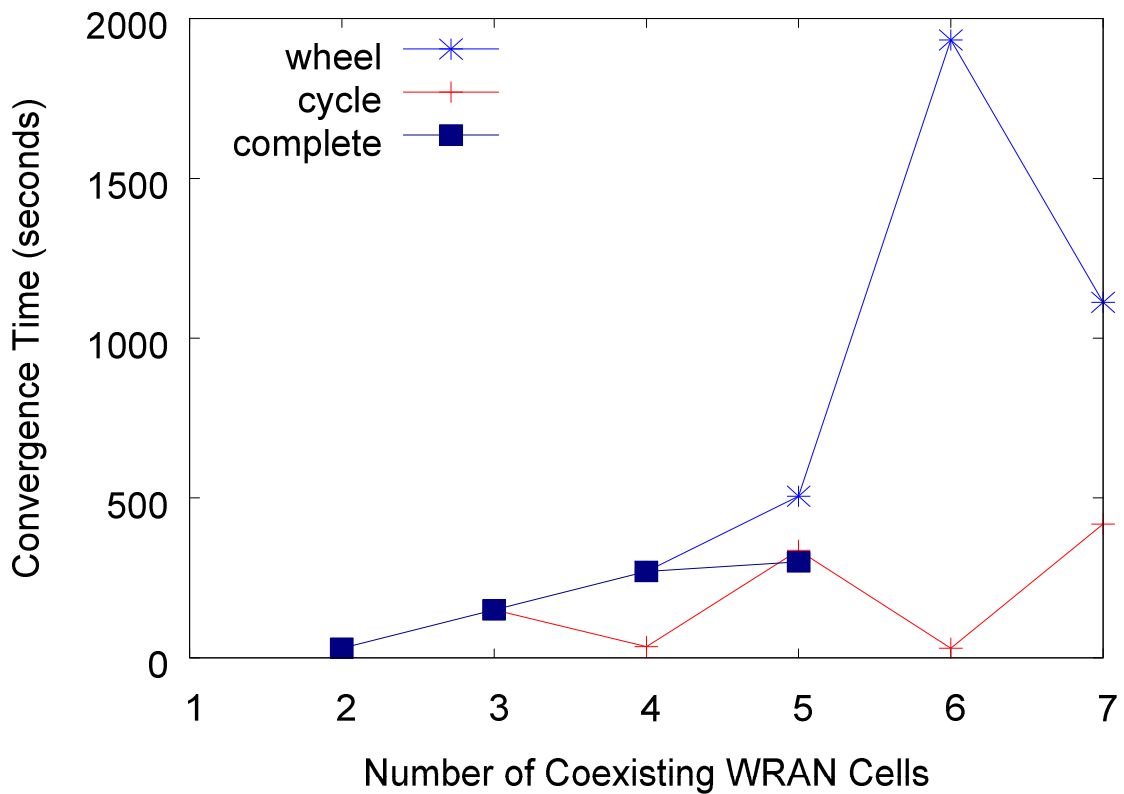 2000
1500
1000
500
0
Convergence Time (seconds)
wheel
cycle
complete
1 2 3 4 5 6 7
Number of Coexisting WRAN Cells